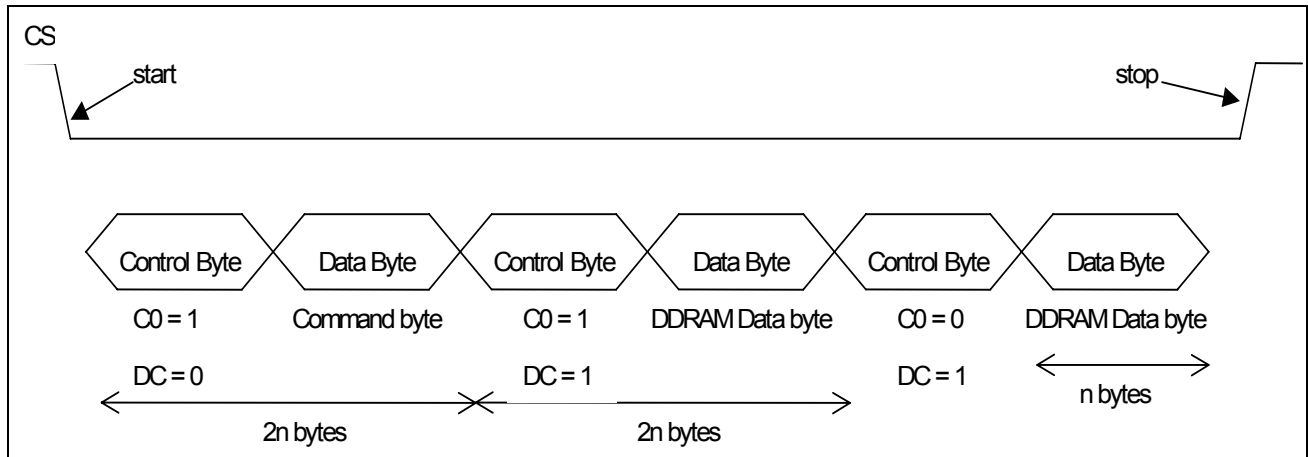 CS
start stop
Control Byte Data Byte Control Byte Data Byte Control Byte Data Byte
C0 = 1 Command byte C0 = 1 DDRAM Data byte C0 = 0 DDRAM Data byte
DC = 0 DC = 1 DC = 1
n bytes
2n bytes 2n bytes